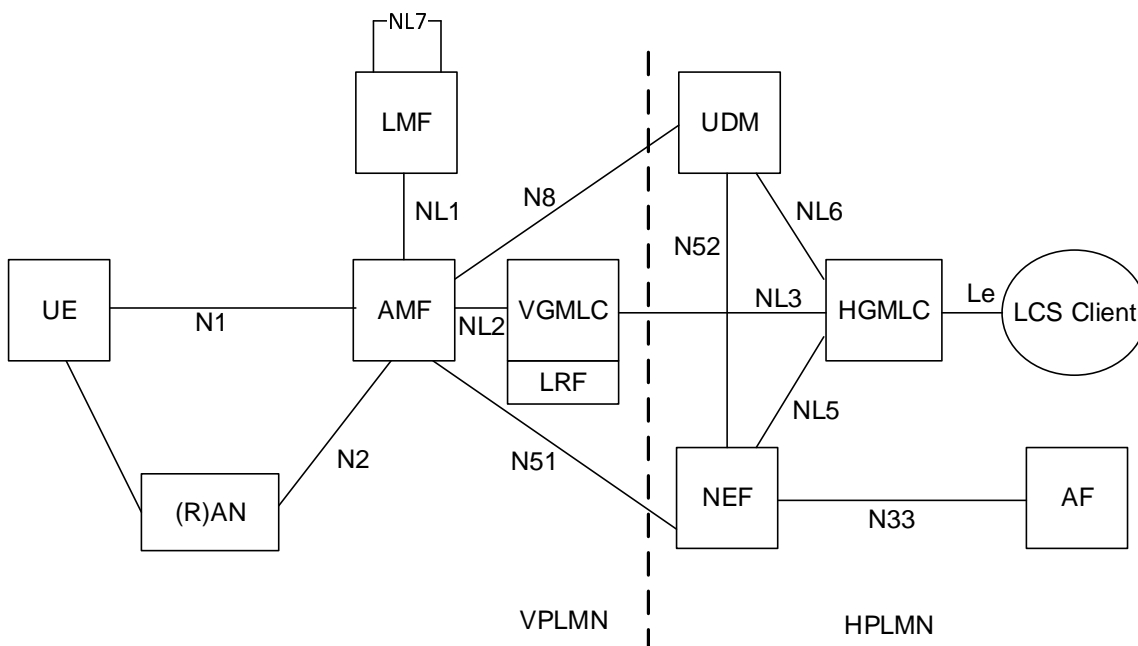 NL7
LMF
UDM
NL1
N8
NL6
N52
UE
N1
AMF
NL2
VGMLC
LRF
NL3
HGMLC
Le
LCS Client
N2
N51
NL5
(R)AN
NEF
N33
AF
VPLMN
HPLMN